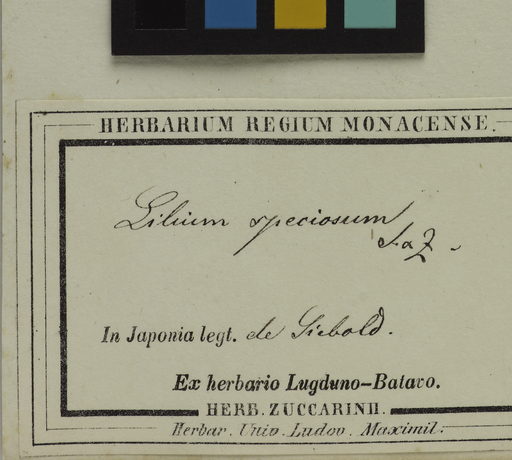 HERBARIUM REGIUM MONACENSE.
Lilium speciosum
S. a Z.
In Japonia legt. de Siebold.
Ex herbario Lugduno-Batavo.
HERB. ZUCCARINII.
Herbar. Univ. Ludov. Maximil.